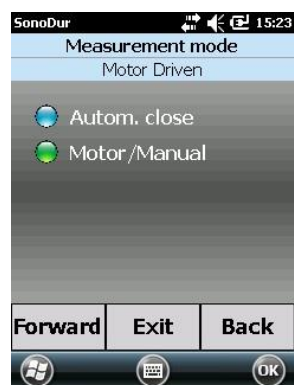 SonoDur 15:23
Measurement mode
Motor Driven
Autom. close
Motor/Manual
Forward Exit Back
OK